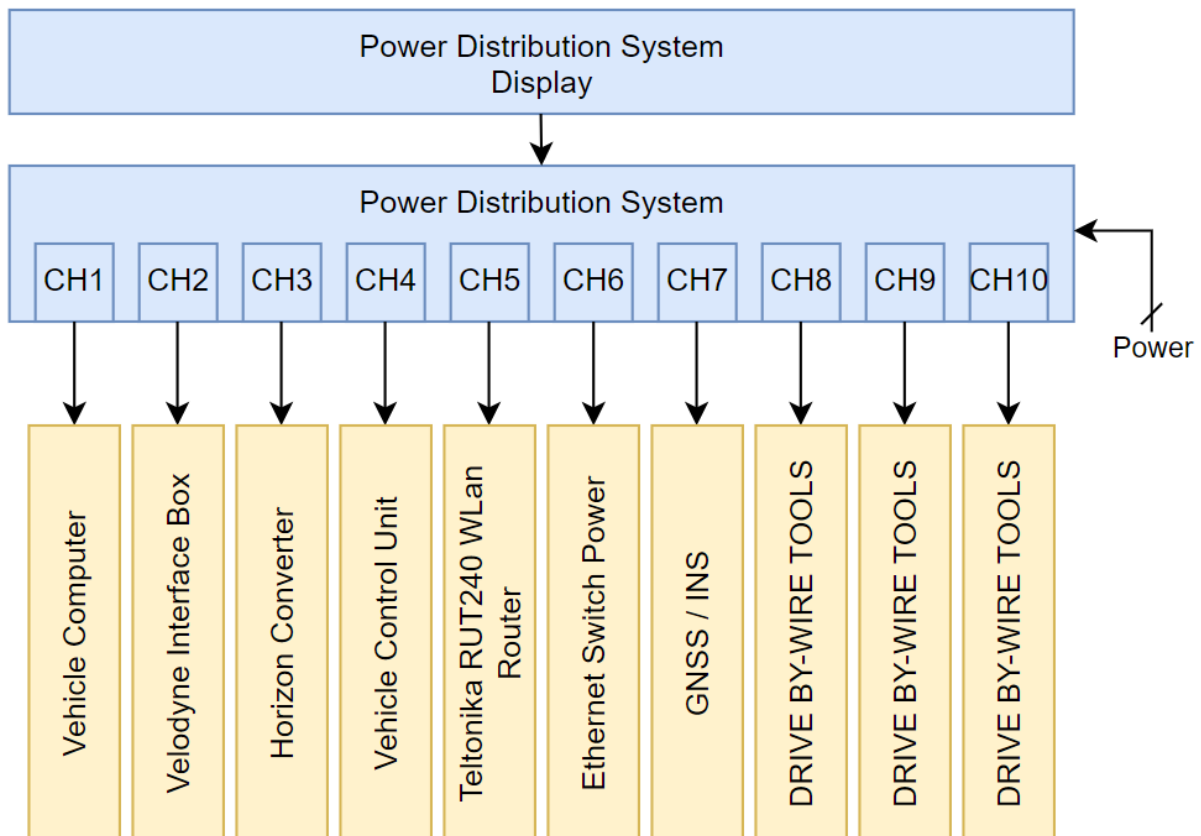 Power Distribution System
Display
Power Distribution System
CH1
CH2
CH3
CH4
CH5
CH6
CH7
CH8
CH9
CH10
Power
Vehicle Computer
Velodyne Interface Box
Horizon Converter
Vehicle Control Unit
Teltonika RUT240 WLan
Router
Ethernet Switch Power
GNSS / INS
DRIVE BY-WIRE TOOLS
DRIVE BY-WIRE TOOLS
DRIVE BY-WIRE TOOLS